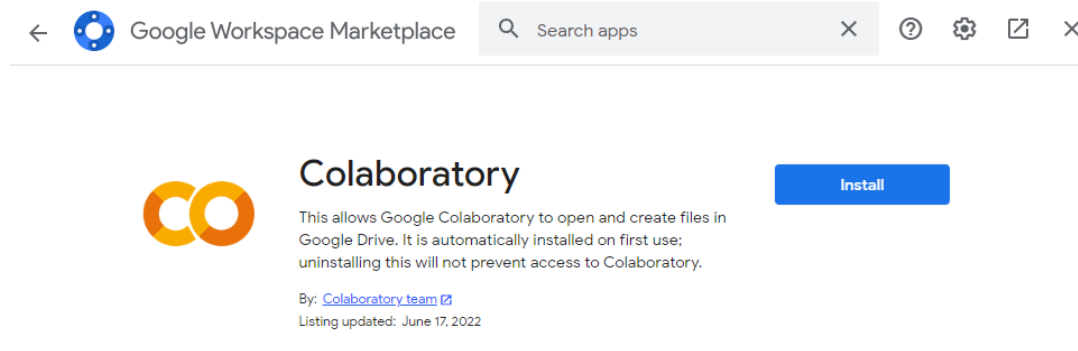 Google Workspace Marketplace
Search apps
Colaboratory
Install
This allows Google Colaboratory to open and create files in
Google Drive. It is automatically installed on first use;
uninstalling this will not prevent access to Colaboratory.
By: Colaboratory team
Listing updated: June 17, 2022